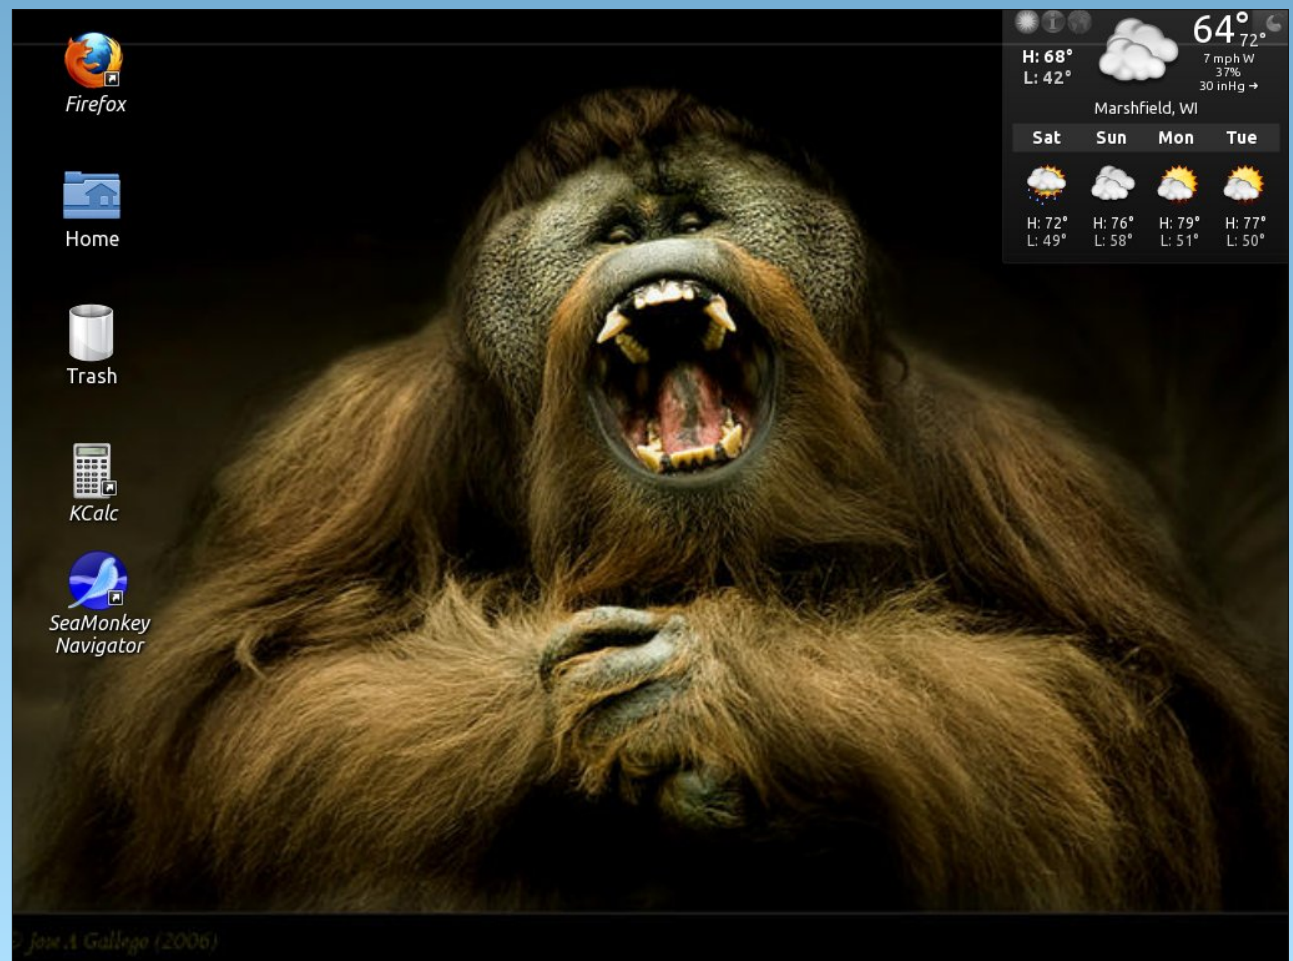 Firefox
Home
Trash
KCalc
SeaMonkey
Navigator
64°
72°
H: 68°
L: 42°
7 mph W
37%
30 inHg →
Marshfield, WI
Sat Sun Mon Tue
H: 72° H: 76° H: 79° H: 77°
L: 49° L: 58° L: 51° L: 50°
© Jose A Gallego (2006)